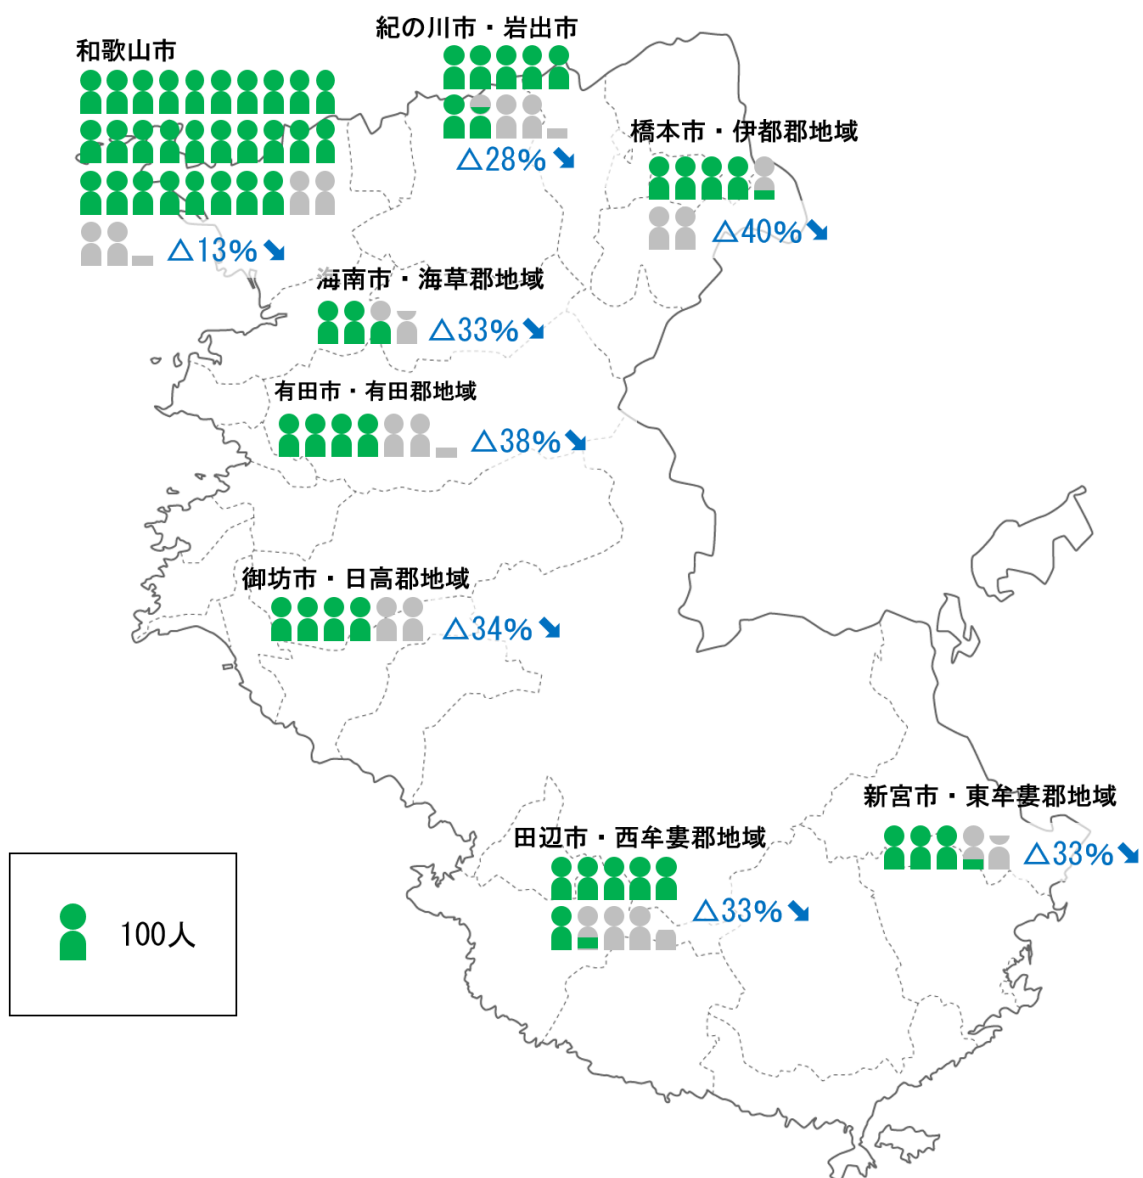 紀の川市・岩出市
和歌山市
△28%
橋本市・伊都郡地域
△40%
△13%
海南市・海草郡地域
△33%
有田市・有田郡地域
△38%
御坊市・日高郡地域
△34%
新宮市・東牟婁郡地域
△33%
田辺市・西牟婁郡地域
△33%
100人